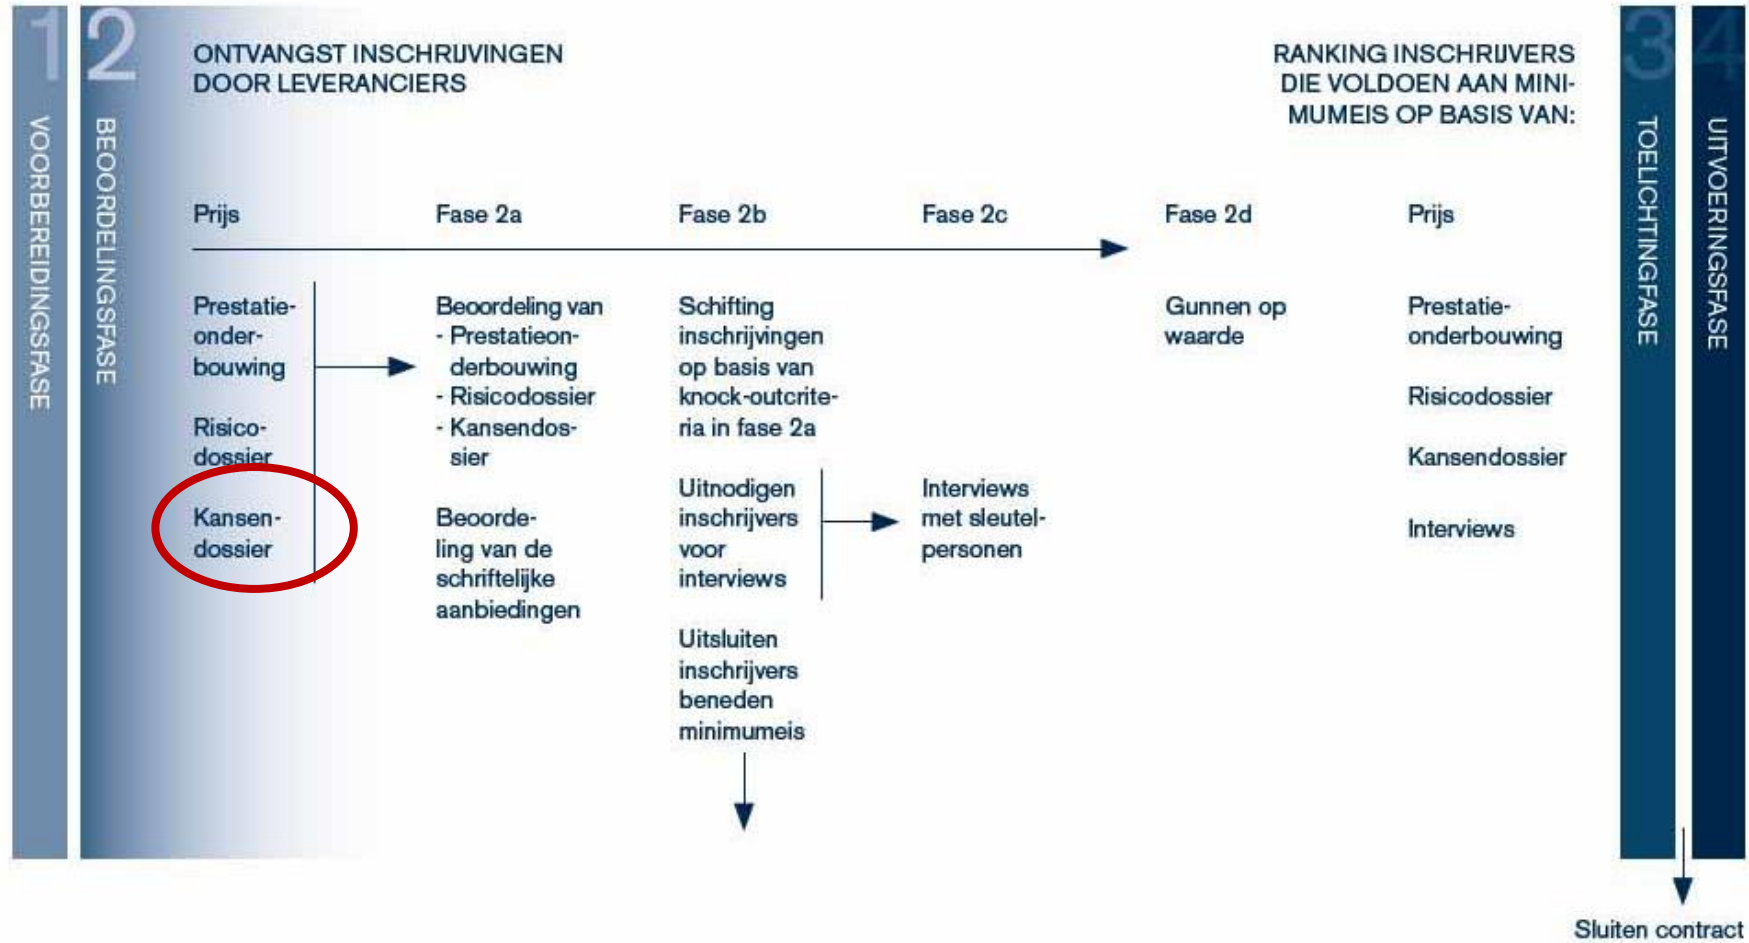 1
VOORBEREIDINGSFASE
2
BEOORDELINGSFASE
ONTVANGST INSCHRIJVINGEN
DOOR LEVERANCIERS
RANKING INSCHRIJVERS
DIE VOLDOEN AAN MINI-
MUMEIS OP BASIS VAN:
Prijs
Prestatie-
onder-
bouwing
Risico-
dossier
Kansen-
dossier
Fase 2a
Beoordeling van
- Prestatieon-
derbouwing
- Risicodossier
- Kansendos-
sier
Beoorde-
ling van de
schriftelijke
aanbiedingen
Fase 2b
Schifting
inschrijvingen
op basis van
knock-outcrite-
ria in fase 2a
Uitnodigen
inschrijvers
voor
interviews
Uitsluiten
inschrijvers
beneden
minimumeis
Fase 2c
Interviews
met sleutel-
personen
Fase 2d
Gunnen op
waarde
Prijs
Prestatie-
onderbouwing
Risicodossier
Kansendossier
Interviews
3
TOELICHTINGFASE
4
UITVOERINGSFASE
Sluiten contract